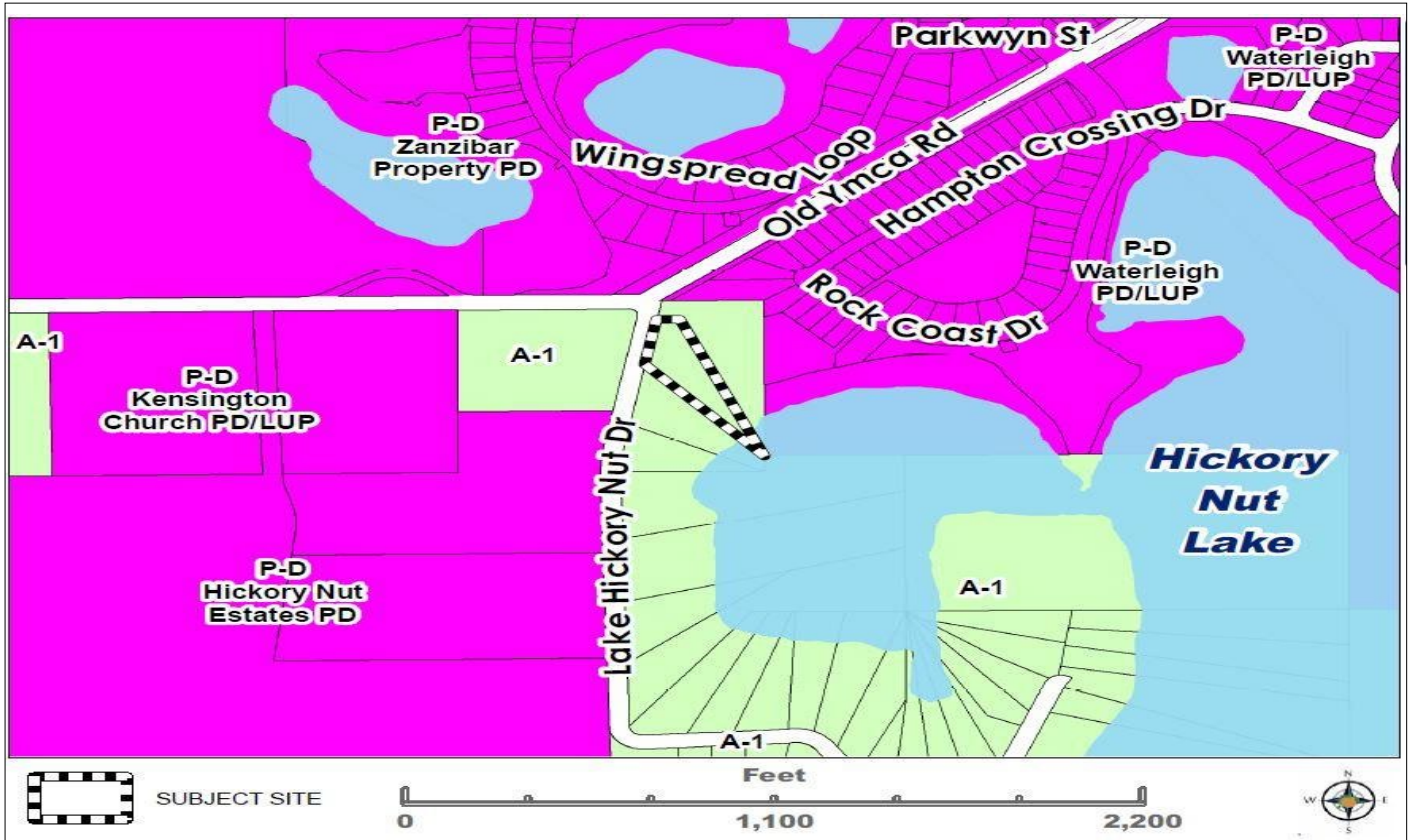 Parkwyn St
P-D
Waterleigh
PD/LUP
P-D
Zanzibar
Property PD
Wingspread Loop
Old Ymca Rd
Hampton Crossing Dr
P-D
Waterleigh
PD/LUP
Rock Coast Dr
A-1
A-1
P-D
Kensington
Church PD/LUP
Lake Hickory Nut Dr
Hickory
Nut
Lake
P-D
Hickory Nut
Estates PD
A-1
A-1
SUBJECT SITE
Feet
0
1,100
2,200
N
W
E
S